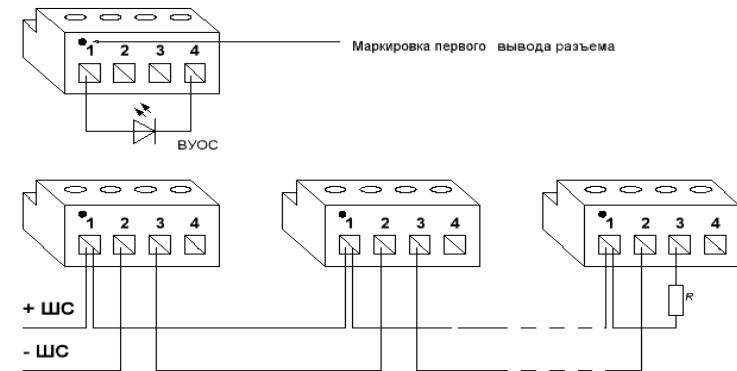 1 2 3 4
Маркировка первого вывода разъема
ВУОС
1 2 3 4
1 2 3 4
1 2 3 4
R
+ ШС
- ШС